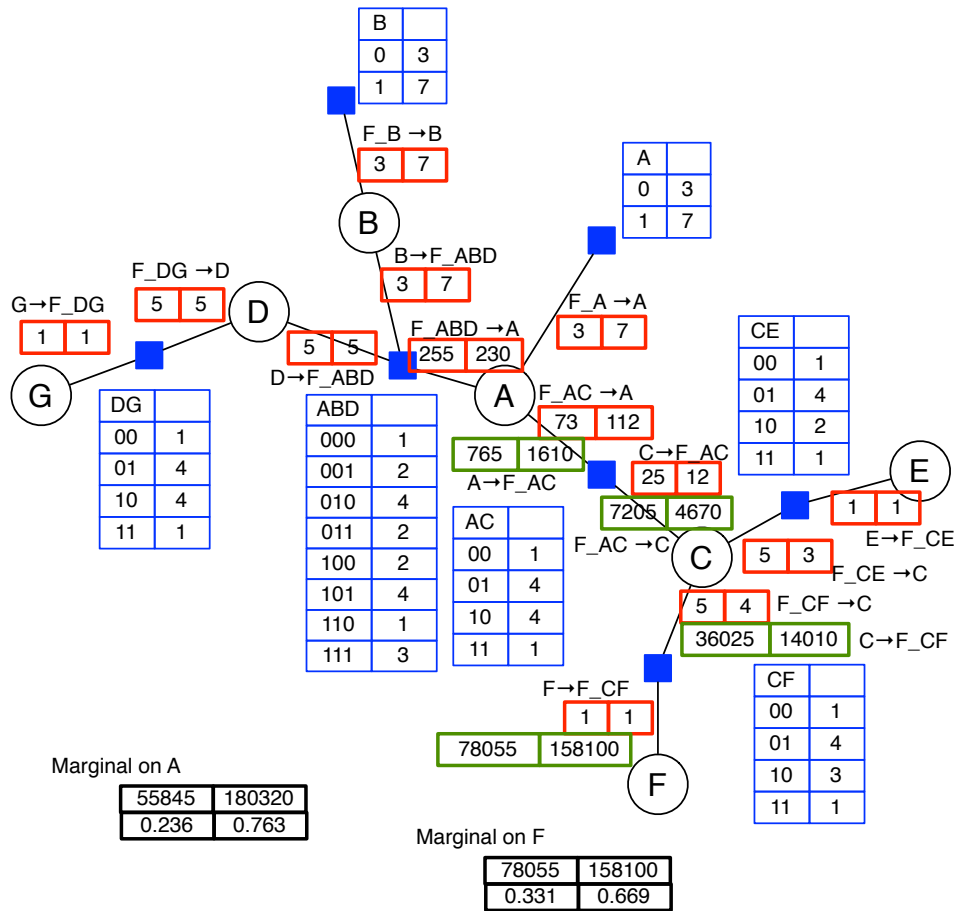 B
0 3
1 7
F_B →B
3 7
A
0 3
1 7
B
B→F_ABD
3 7
F_DG →D
5 5
G→F_DG
1 1
D
F_A →A
3 7
F_ABD →A
255 230
5 5
D→F_ABD
G
A
CE
00 1
01 4
10 2
11 1
DG
00 1
01 4
10 4
11 1
ABD
000 1
001 2
010 4
011 2
100 2
101 4
110 1
111 3
F_AC →A
73 112
765 1610
A→F_AC
C→F_AC
25 12
7205 4670
F_AC →C
E
1 1
E→F_CE
AC
00 1
01 4
10 4
11 1
C
5 3
F_CE →C
5 4
F_CF →C
36025 14010
C→F_CF
F→F_CF
1 1
78055 158100
F
CF
00 1
01 4
10 3
11 1
Marginal on A
55845 180320
0.236 0.763
Marginal on F
78055 158100
0.331 0.669